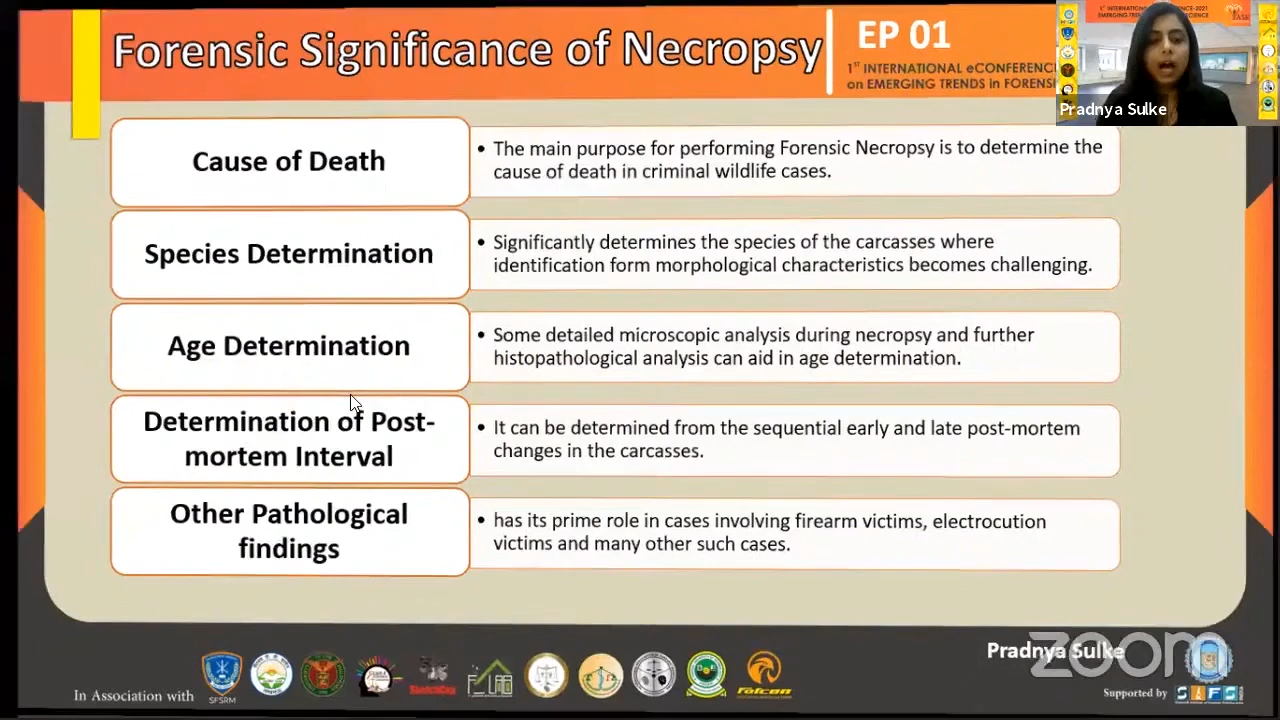 Forensic Significance of Necropsy
EP 01
1ST INTERNATIONAL eCONFERENC
on EMERGING TRENDS in FORENS
Pradnya Sulke
Cause of Death
• The main purpose for performing Forensic Necropsy is to determine the
cause of death in criminal wildlife cases.
Species Determination
• Significantly determines the species of the carcasses where
identification form morphological characteristics becomes challenging.
Age Determination
• Some detailed microscopic analysis during necropsy and further
histopathological analysis can aid in age determination.
Determination of Post-
mortem Interval
• It can be determined from the sequential early and late post-mortem
changes in the carcasses.
Other Pathological
findings
• has its prime role in cases involving firearm victims, electrocution
victims and many other such cases.
Pradnya Sulke
zoom
In Association with
SFSRM
Falcon
Supported by
SIFS